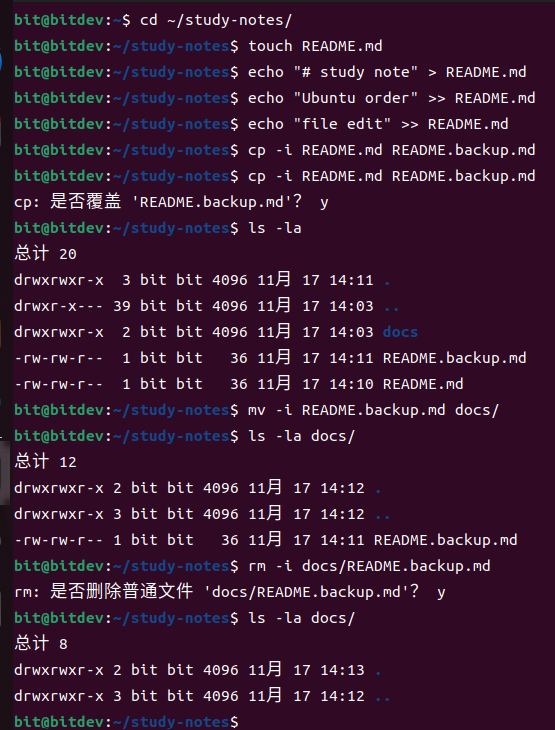 bit@bitdev:~$ cd ~/study-notes/
bit@bitdev:~/study-notes$ touch README.md
bit@bitdev:~/study-notes$ echo "# study note" > README.md
bit@bitdev:~/study-notes$ echo "Ubuntu order" >> README.md
bit@bitdev:~/study-notes$ echo "file edit" >> README.md
bit@bitdev:~/study-notes$ cp -i README.md README.backup.md
bit@bitdev:~/study-notes$ cp -i README.md README.backup.md
cp: 是否覆盖 'README.backup.md'? y
bit@bitdev:~/study-notes$ ls -la
总计 20
drwxrwxr-x  3 bit bit 4096 11月 17 14:11 .
drwxr-x--- 39 bit bit 4096 11月 17 14:03 ..
drwxrwxr-x  2 bit bit 4096 11月 17 14:03 docs
-rw-rw-r--  1 bit bit   36 11月 17 14:11 README.backup.md
-rw-rw-r--  1 bit bit   36 11月 17 14:10 README.md
bit@bitdev:~/study-notes$ mv -i README.backup.md docs/
bit@bitdev:~/study-notes$ ls -la docs/
总计 12
drwxrwxr-x 2 bit bit 4096 11月 17 14:12 .
drwxrwxr-x 3 bit bit 4096 11月 17 14:12 ..
-rw-rw-r-- 1 bit bit   36 11月 17 14:11 README.backup.md
bit@bitdev:~/study-notes$ rm -i docs/README.backup.md
rm: 是否删除普通文件 'docs/README.backup.md'? y
bit@bitdev:~/study-notes$ ls -la docs/
总计 8
drwxrwxr-x 2 bit bit 4096 11月 17 14:13 .
drwxrwxr-x 3 bit bit 4096 11月 17 14:12 ..
bit@bitdev:~/study-notes$